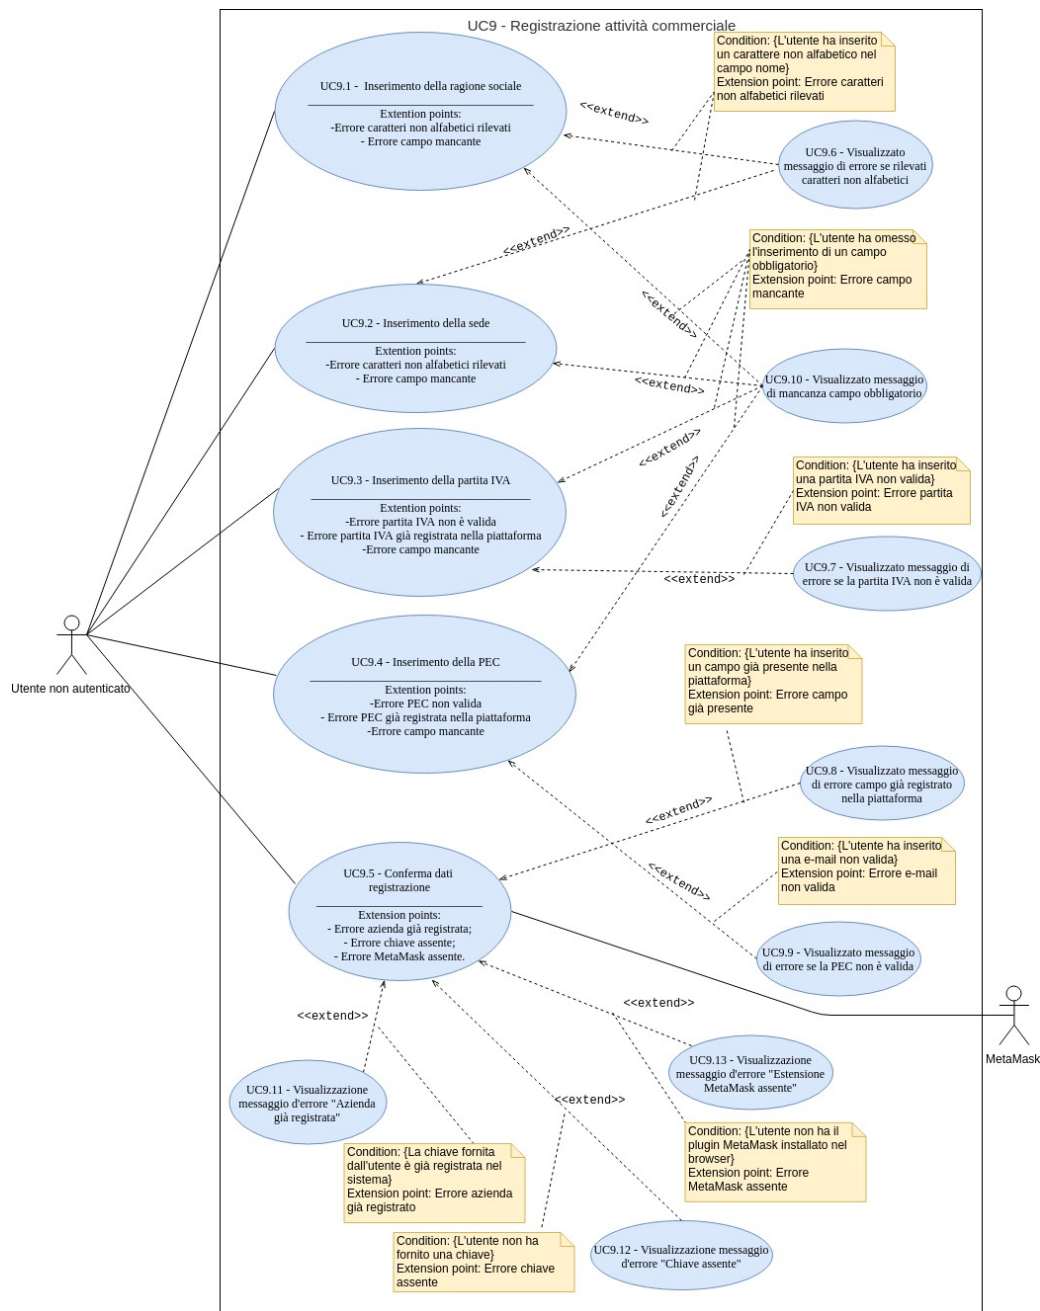 UC9 - Registrazione attività commerciale
Condition: {L'utente ha inserito
un carattere non alfabetico nel
campo nome}
Extension point: Errore caratteri
non alfabetici rilevati
UC9.1 - Inserimento della ragione sociale
Extention points:
-Errore caratteri non alfabetici rilevati
- Errore campo mancante
<<extend>>
UC9.6 - Visualizzato
messaggio di errore se rilevati
caratteri non alfabetici
<<extend>>
Condition: {L'utente ha omesso
l'inserimento di un campo
obbligatorio}
Extension point: Errore campo
mancante
<<extend>>
UC9.2 - Inserimento della sede
Extention points:
-Errore caratteri non alfabetici rilevati
- Errore campo mancante
<<extend>>
UC9.10 - Visualizzato messaggio
di mancanza campo obbligatorio
<<extend>>
<<extend>>
UC9.3 - Inserimento della partita IVA
Extention points:
-Errore partita IVA non è valida
- Errore partita IVA già registrata nella piattaforma
-Errore campo mancante
Condition: {L'utente ha inserito
una partita IVA non valida}
Extension point: Errore partita
IVA non valida
<<extend>>
UC9.7 - Visualizzato messaggio di
errore se la partita IVA non è valida
Utente non autenticato
UC9.4 - Inserimento della PEC
Extention points:
-Errore PEC non valida
- Errore PEC già registrata nella piattaforma
-Errore campo mancante
Condition: {L'utente ha inserito
un campo già presente nella
piattaforma}
Extension point: Errore campo
già presente
UC9.8 - Visualizzato messaggio
di errore campo già registrato
nella piattaforma
<<extend>>
Condition: {L'utente ha inserito
una e-mail non valida}
Extension point: Errore e-mail
non valida
<<extend>>
UC9.5 - Conferma dati
registrazione
Extension points:
- Errore azienda già registrata;
- Errore chiave assente;
- Errore MetaMask assente.
UC9.9 - Visualizzato messaggio
di errore se la PEC non è valida
MetaMask
<<extend>>
<<extend>>
UC9.13 - Visualizzazione
messaggio d'errore "Estensione
MetaMask assente"
UC9.11 - Visualizzazione
messaggio d'errore "Azienda
già registrata"
<<extend>>
Condition: {L'utente non ha il
plugin MetaMask installato nel
browser}
Extension point: Errore
MetaMask assente
Condition: {La chiave fornita
dall'utente è già registrata nel
sistema}
Extension point: Errore azienda
già registrato
Condition: {L'utente non ha
fornito una chiave}
Extension point: Errore chiave
assente
UC9.12 - Visualizzazione messaggio
d'errore "Chiave assente"